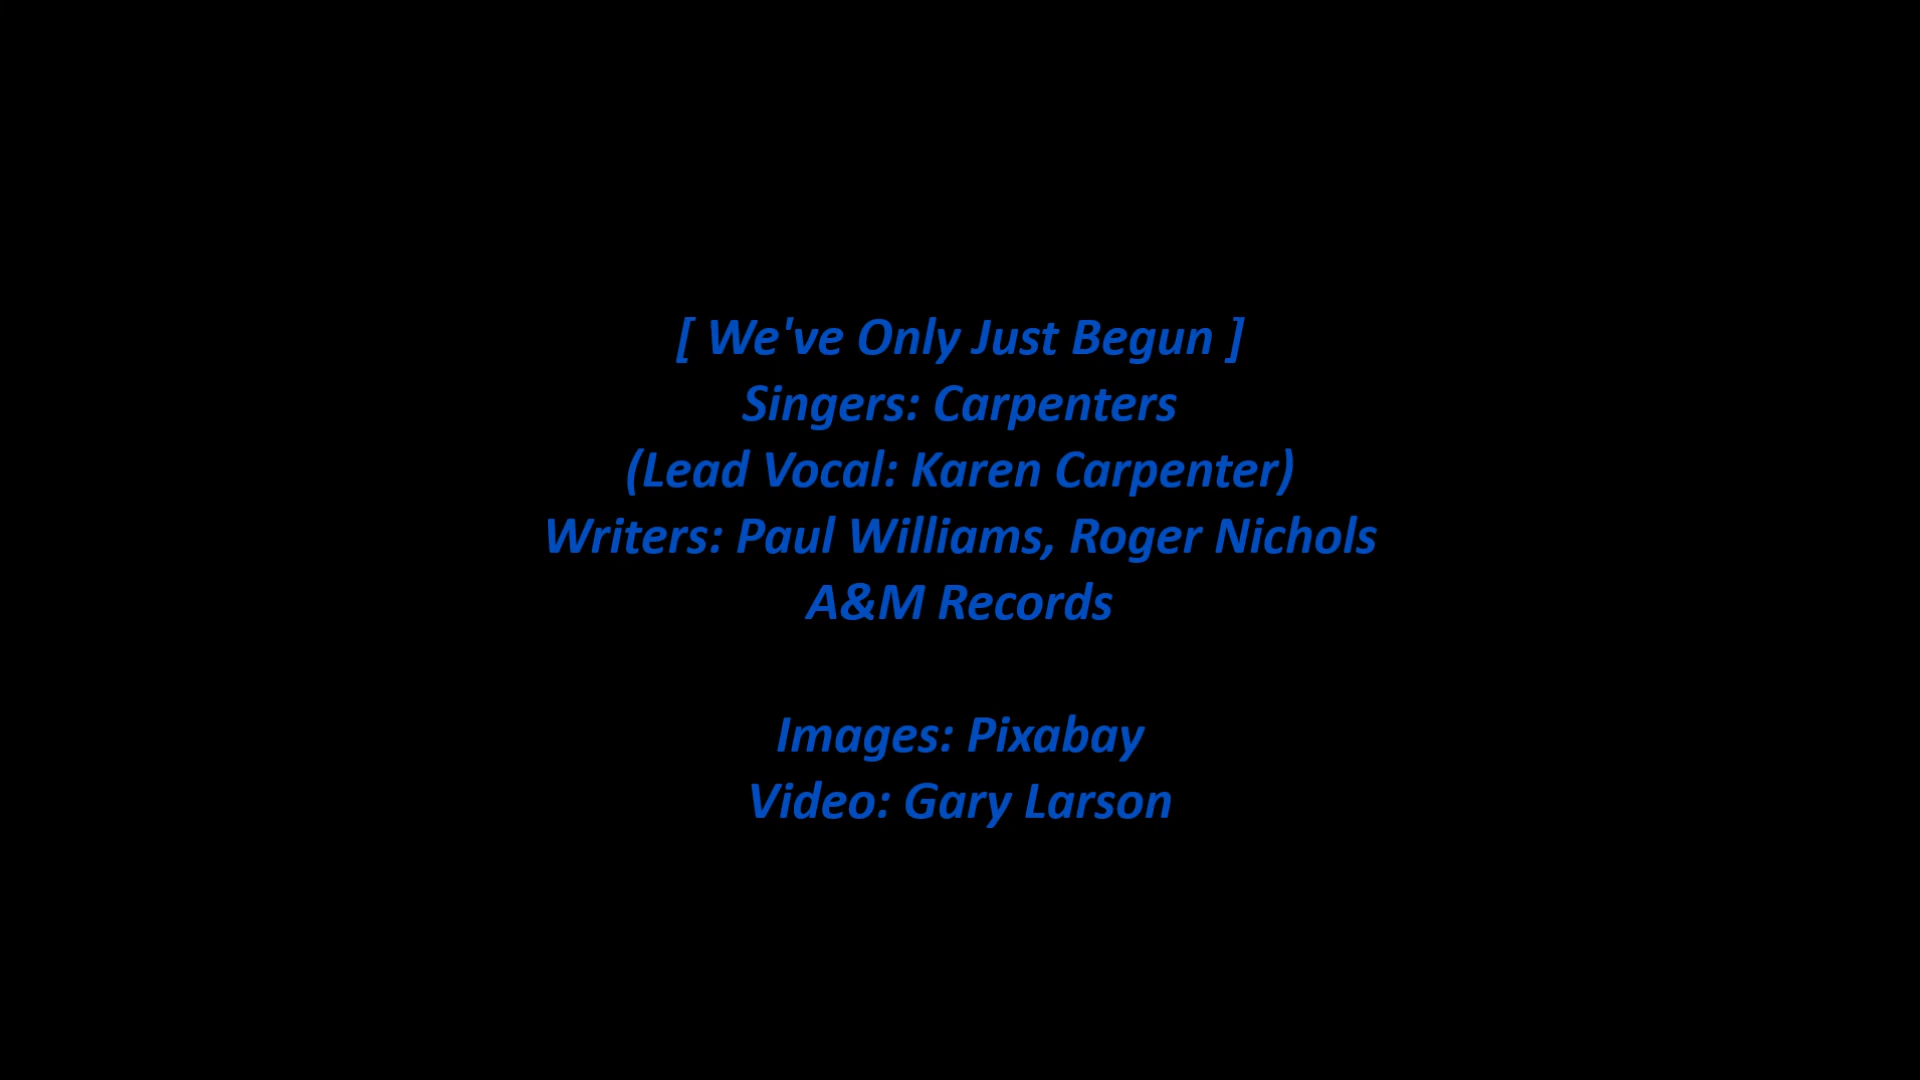 [ We've Only Just Begun ]
Singers: Carpenters
(Lead Vocal: Karen Carpenter)
Writers: Paul Williams, Roger Nichols
A&M Records
Images: Pixabay
Video: Gary Larson